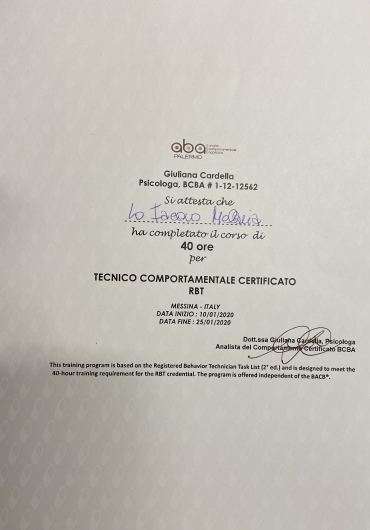 aba
PALERMO
Giuliana Cardella
Psicologa, BCBA # 1-12-12562
Si attesta che
Lo Iacono
ha completato il corso di
40 ore
per
TECNICO COMPORTAMENTALE CERTIFICATO
RBT
MESSINA - ITALY
DATA INIZIO : 10/01/2020
DATA FINE : 25/01/2020
Dott.ssa Giuliana Cardella, Psicologa
Analista del Comportamento Certificato BCBA
This training program is based on the Registered Behavior Technician Task List (2° ed.) and is designed to meet the
40-hour training requirement for the RBT credential. The program is offered independent of the BACB®.